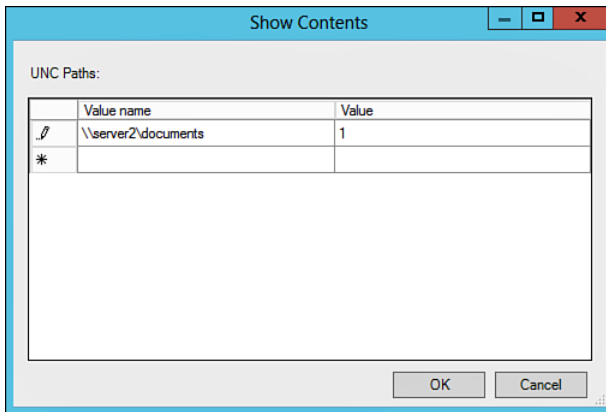 Show Contents
UNC Paths:
Value name Value
\\server2\documents 1
OK Cancel